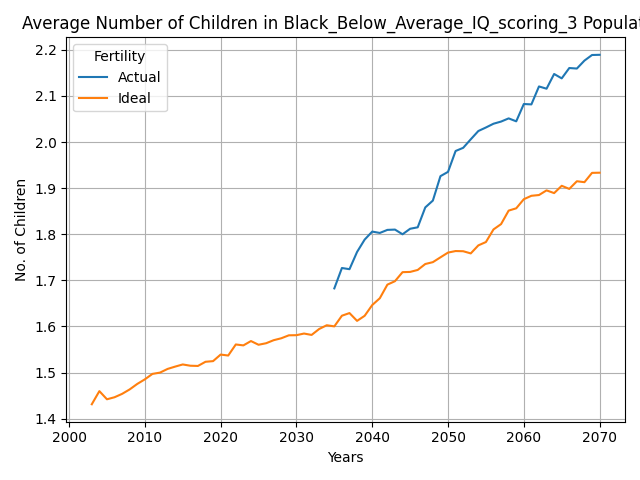 Average Number of Children in Black_Below_Average_IQ_scoring_3 Populat
Fertility
Actual
Ideal
No. of Children
2.2
2.1
2.0
1.9
1.8
1.7
1.6
1.5
1.4
2000 2010 2020 2030 2040 2050 2060 2070
Years